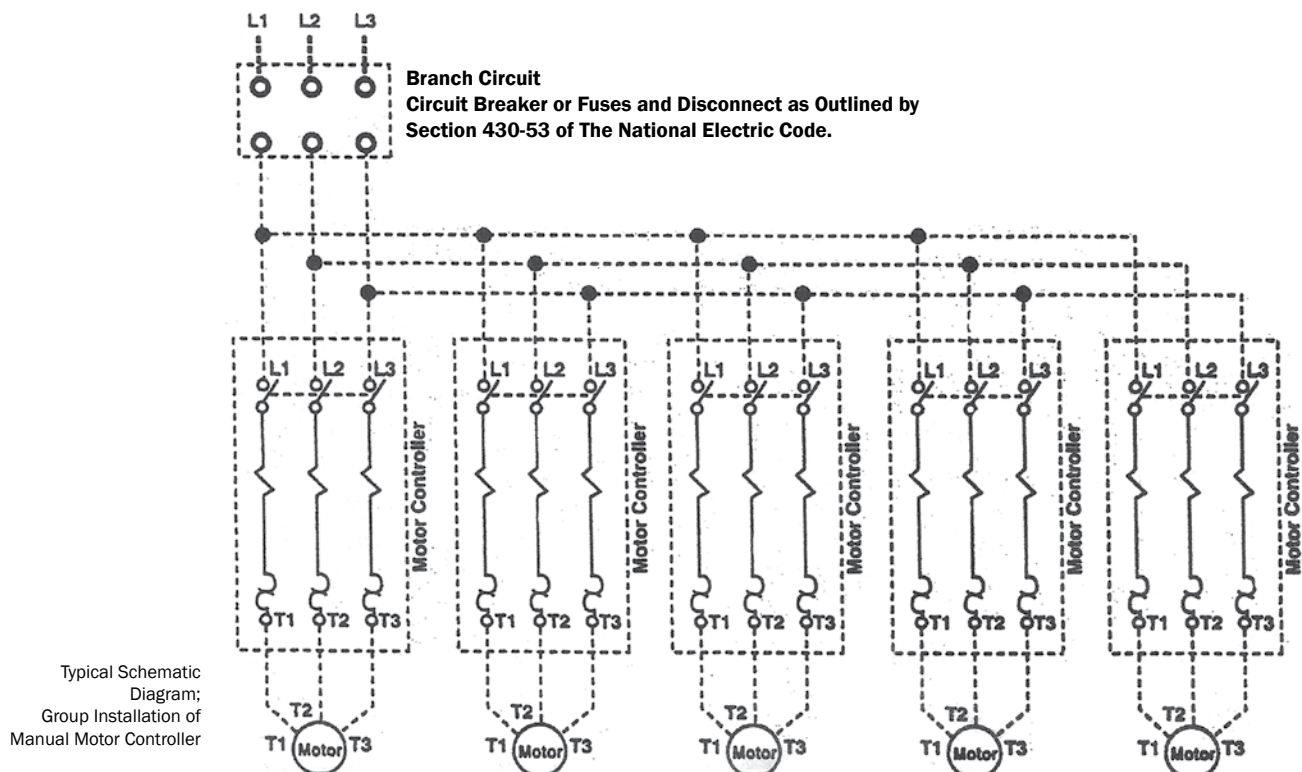 L1 L2 L3
Branch Circuit
Circuit Breaker or Fuses and Disconnect as Outlined by
Section 430-53 of The National Electric Code.
L1 L2 L3
Motor Controller
T1 T2 T3
L1 L2 L3
Motor Controller
T1 T2 T3
L1 L2 L3
Motor Controller
T1 T2 T3
L1 L2 L3
Motor Controller
T1 T2 T3
L1 L2 L3
Motor Controller
T1 T2 T3
Typical Schematic
Diagram;
Group Installation of
Manual Motor Controller
T2
T1 Motor T3
T2
T1 Motor T3
T2
T1 Motor T3
T2
T1 Motor T3
T2
T1 Motor T3